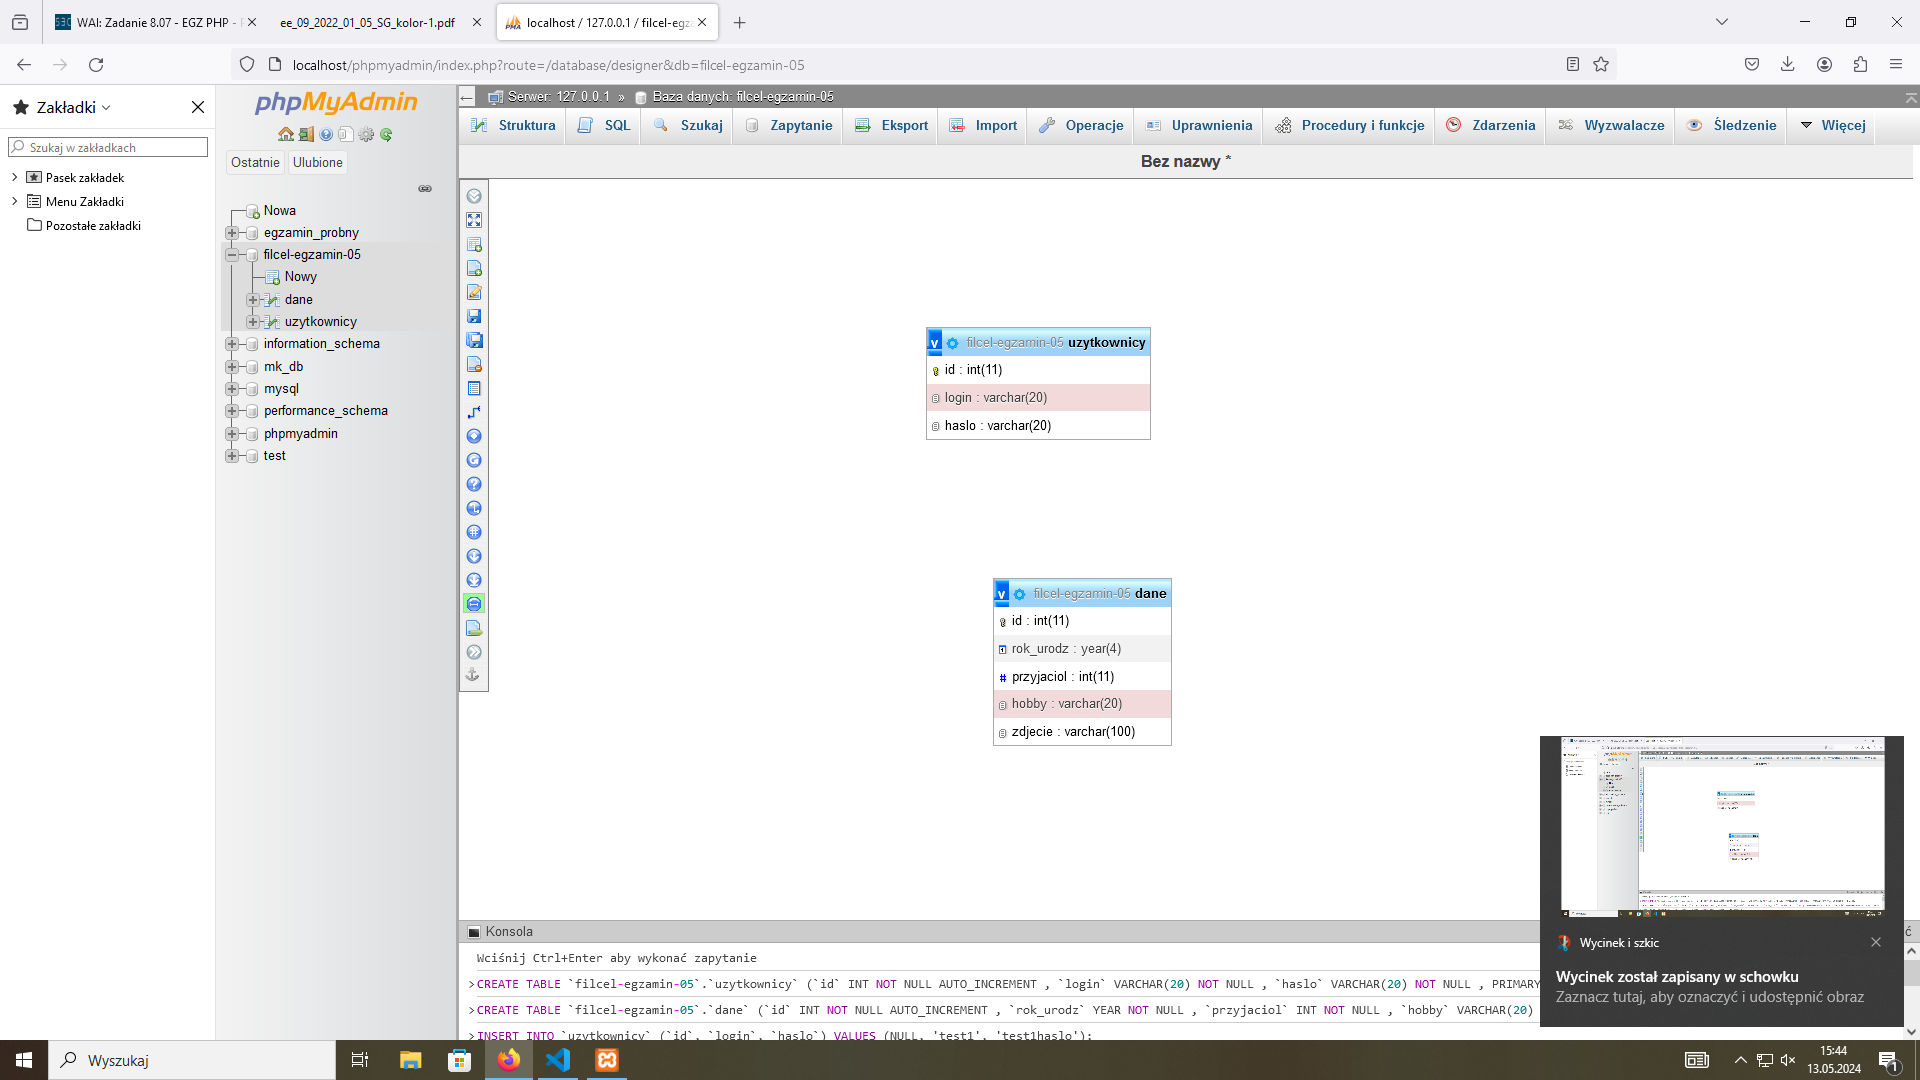 WAI: Zadanie 8.07 - EGZ PHP -
ee_09_2022_01_05_SG_kolor-1.pdf
localhost / 127.0.0.1 / filcel-egz
localhost/phpmyadmin/index.php?route=/database/designer&db=filcel-egzamin-05
Zakładki
Szukaj w zakładkach
Pasek zakładek
Menu Zakładki
Pozostałe zakładki
phpMyAdmin
Ostatnie
Ulubione
Nowa
egzamin_probny
filcel-egzamin-05
Nowy
dane
uzytkownicy
information_schema
mk_db
mysql
performance_schema
phpmyadmin
test
Serwer: 127.0.0.1 » Baza danych: filcel-egzamin-05
Struktura
SQL
Szukaj
Zapytanie
Eksport
Import
Operacje
Uprawnienia
Procedury i funkcje
Zdarzenia
Wyzwalacze
Śledzenie
Więcej
Bez nazwy *
filcel-egzamin-05 uzytkownicy
id : int(11)
login : varchar(20)
haslo : varchar(20)
filcel-egzamin-05 dane
id : int(11)
rok_urodz : year(4)
przyjaciol : int(11)
hobby : varchar(20)
zdjecie : varchar(100)
Konsola
Wciśnij Ctrl+Enter aby wykonać zapytanie
>CREATE TABLE `filcel-egzamin-05`.`uzytkownicy` (`id` INT NOT NULL AUTO_INCREMENT , `login` VARCHAR(20) NOT NULL , `haslo` VARCHAR(20) NOT NULL , PRIMARY
>CREATE TABLE `filcel-egzamin-05`.`dane` (`id` INT NOT NULL AUTO_INCREMENT , `rok_urodz` YEAR NOT NULL , `przyjaciol` INT NOT NULL , `hobby` VARCHAR(20)
>INSERT INTO `uzytkownicy` (`id`, `login`, `haslo`) VALUES (NULL, 'test1', 'test1haslo');
Wycinek i szkic
Wycinek został zapisany w schowku
Zaznacz tutaj, aby oznaczyć i udostępnić obraz
Wyszukaj
15:44
13.05.2024
1